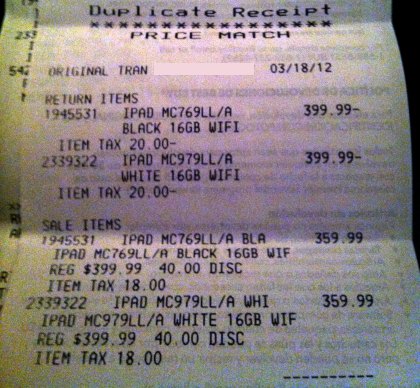 Duplicate Receipt
****************
PRICE MATCH
ORIGINAL TRAN 03/18/12
RETURN ITEMS
1945531 IPAD MC769LL/A 399.99-
BLACK 16GB WIFI
ITEM TAX 20.00-
2339322 IPAD MC979LL/A 399.99-
WHITE 16GB WIFI
ITEM TAX 20.00-
SALE ITEMS
1945531 IPAD MC769LL/A BLA 359.99
IPAD MC769LL/A BLACK 16GB WIF
REG $399.99 40.00 DISC
ITEM TAX 18.00
2339322 IPAD MC979LL/A WHI 359.99
IPAD MC979LL/A WHITE 16GB WIF
REG $399.99 40.00 DISC
ITEM TAX 18.00
----------